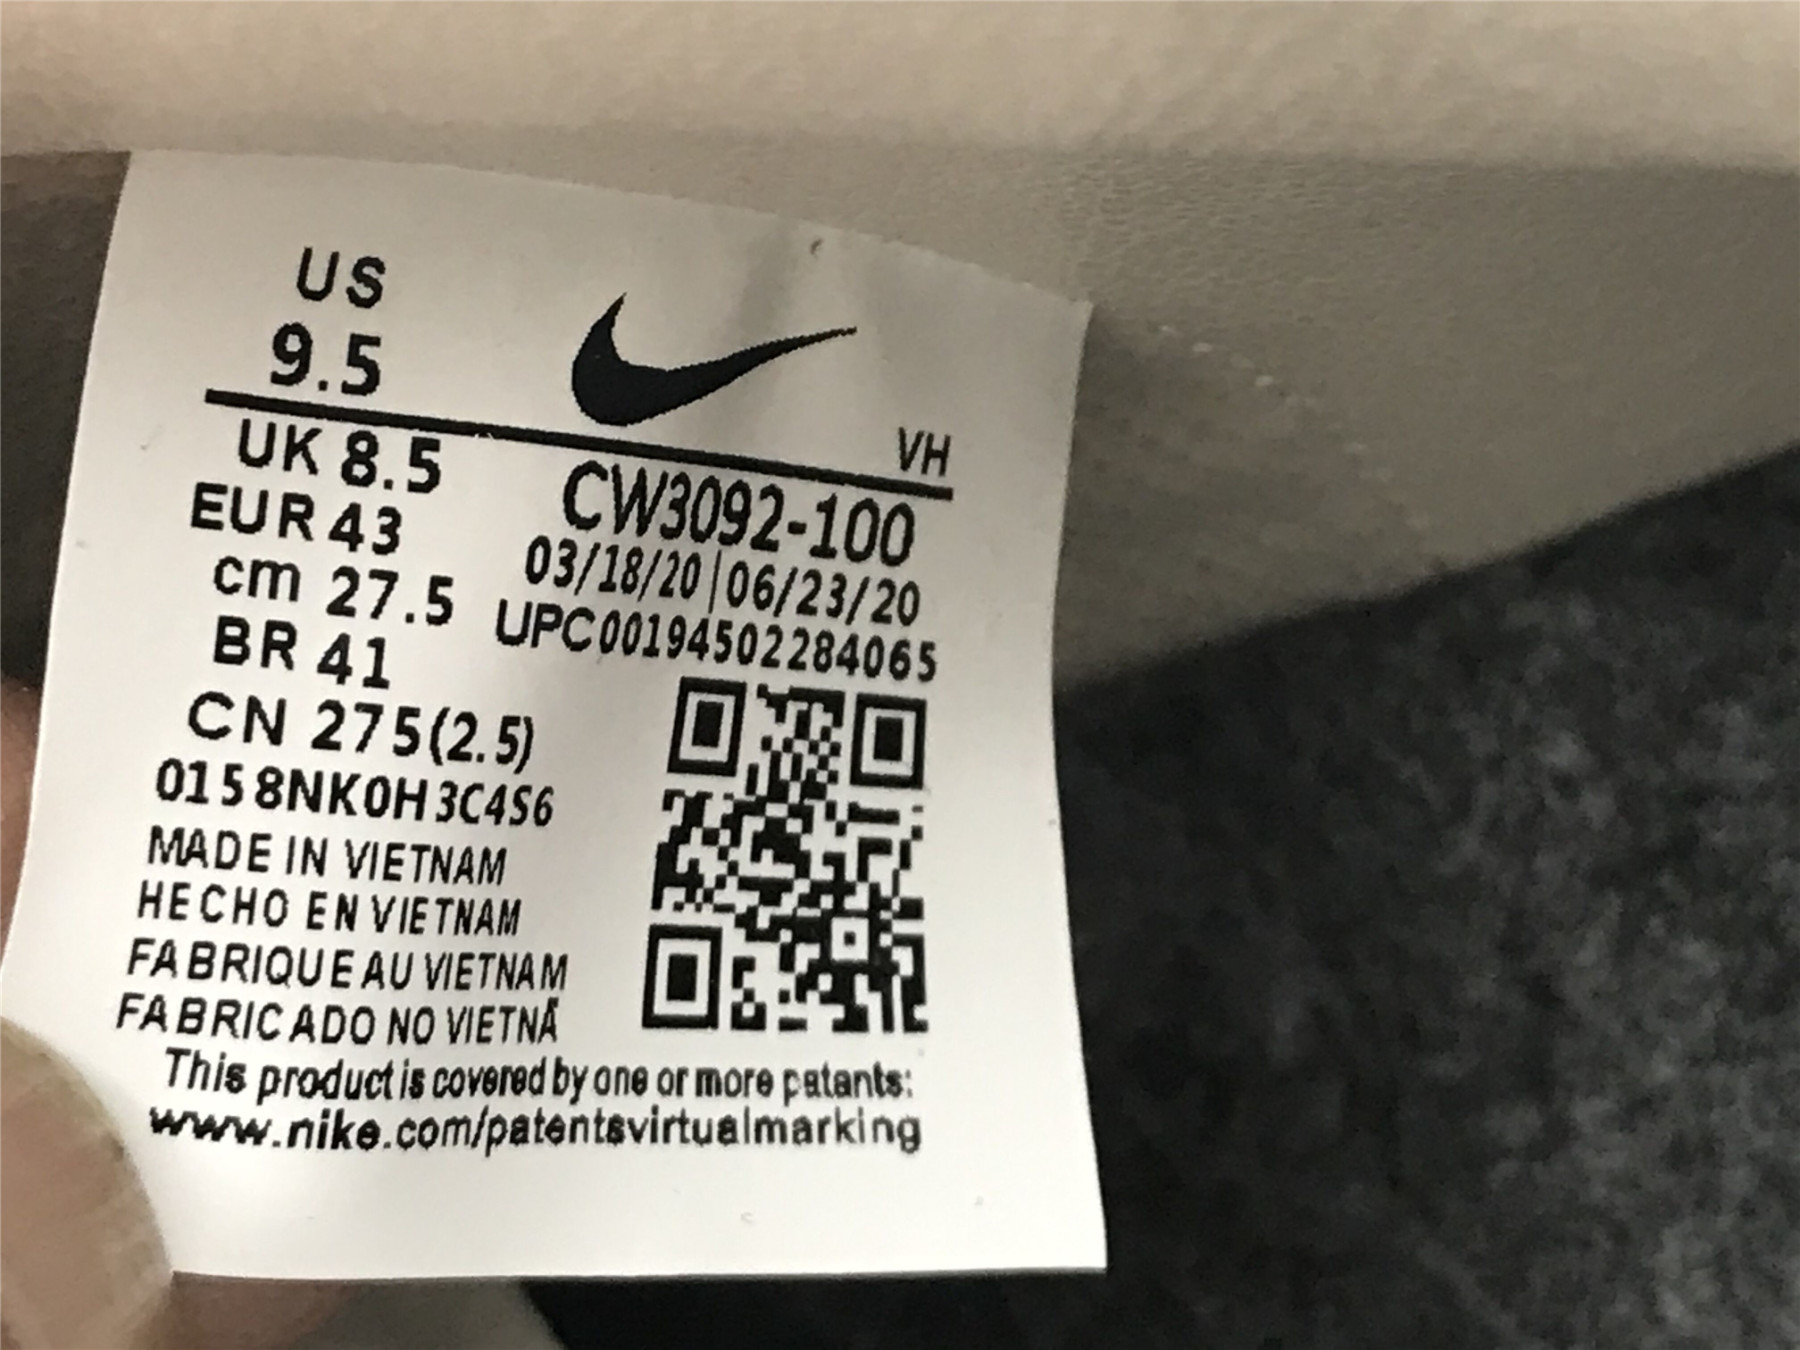 US
9.5
VH
UK 8.5
EUR 43
cm 27.5
BR 41
CN 275(2.5)
0158NK0H3C4S6
CW3092-100
03/18/20|06/23/20
UPC00194502284065
MADE IN VIETNAM
HECHO EN VIETNAM
FABRIQUE AU VIETNAM
FABRICADO NO VIETNÃ
This product is covered by one or more patants:
www.nike.com/patentsvirtualmarking